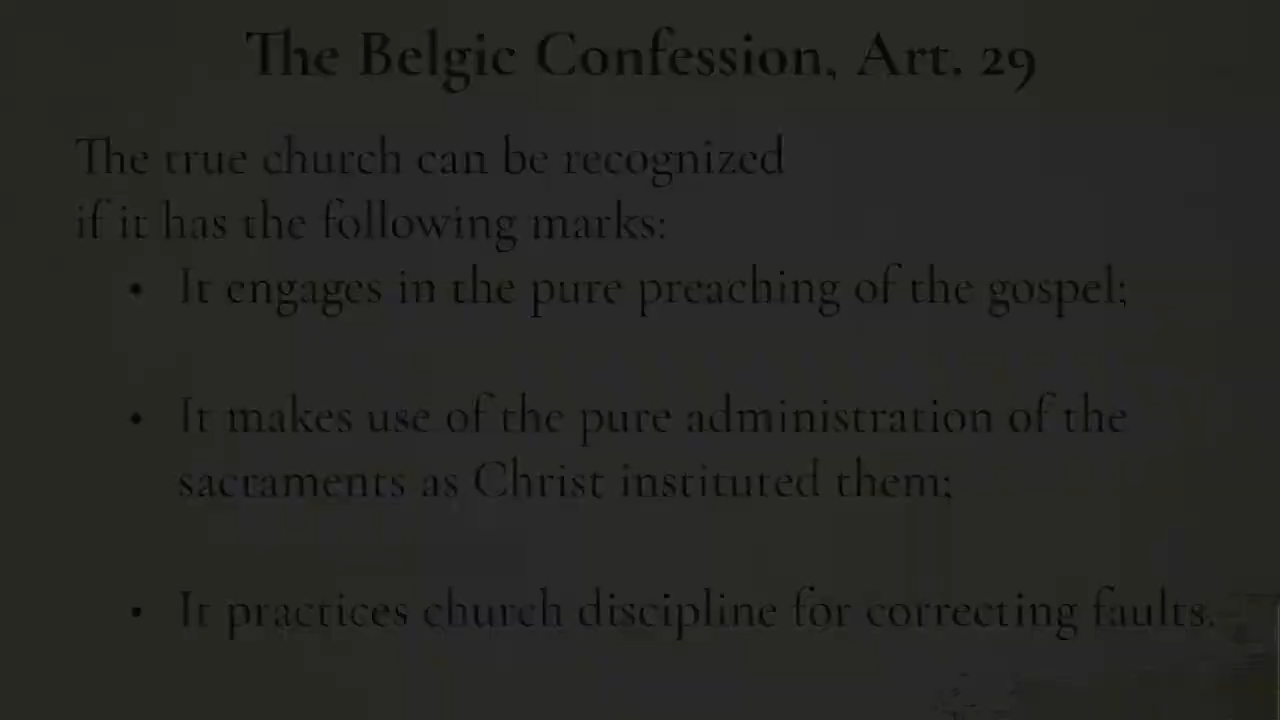 The Belgic Confession, Art. 29
The true church can be recognized
if it has the following marks:
• It engages in the pure preaching of the gospel;
• It makes use of the pure administration of the
sacraments as Christ instituted them;
• It practices church discipline for correcting faults.